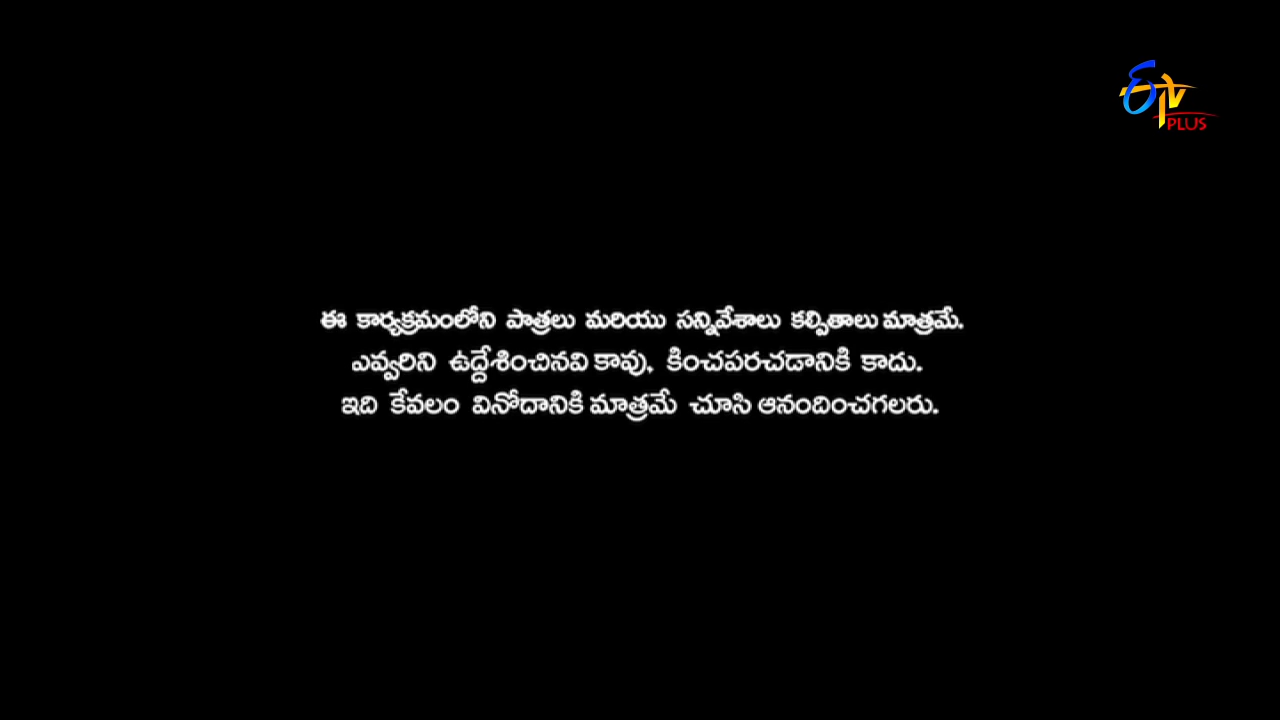 ETV
PLUS
ఈ కార్యక్రమంలోని పాత్రలు మరియు సన్నివేశాలు కల్పితాలు మాత్రమే.
ఎవ్వరిని ఉద్దేశించినవి కావు, కించపరచడానికి కాదు.
ఇది కేవలం వినోదానికి మాత్రమే చూసి ఆనందించగలరు.